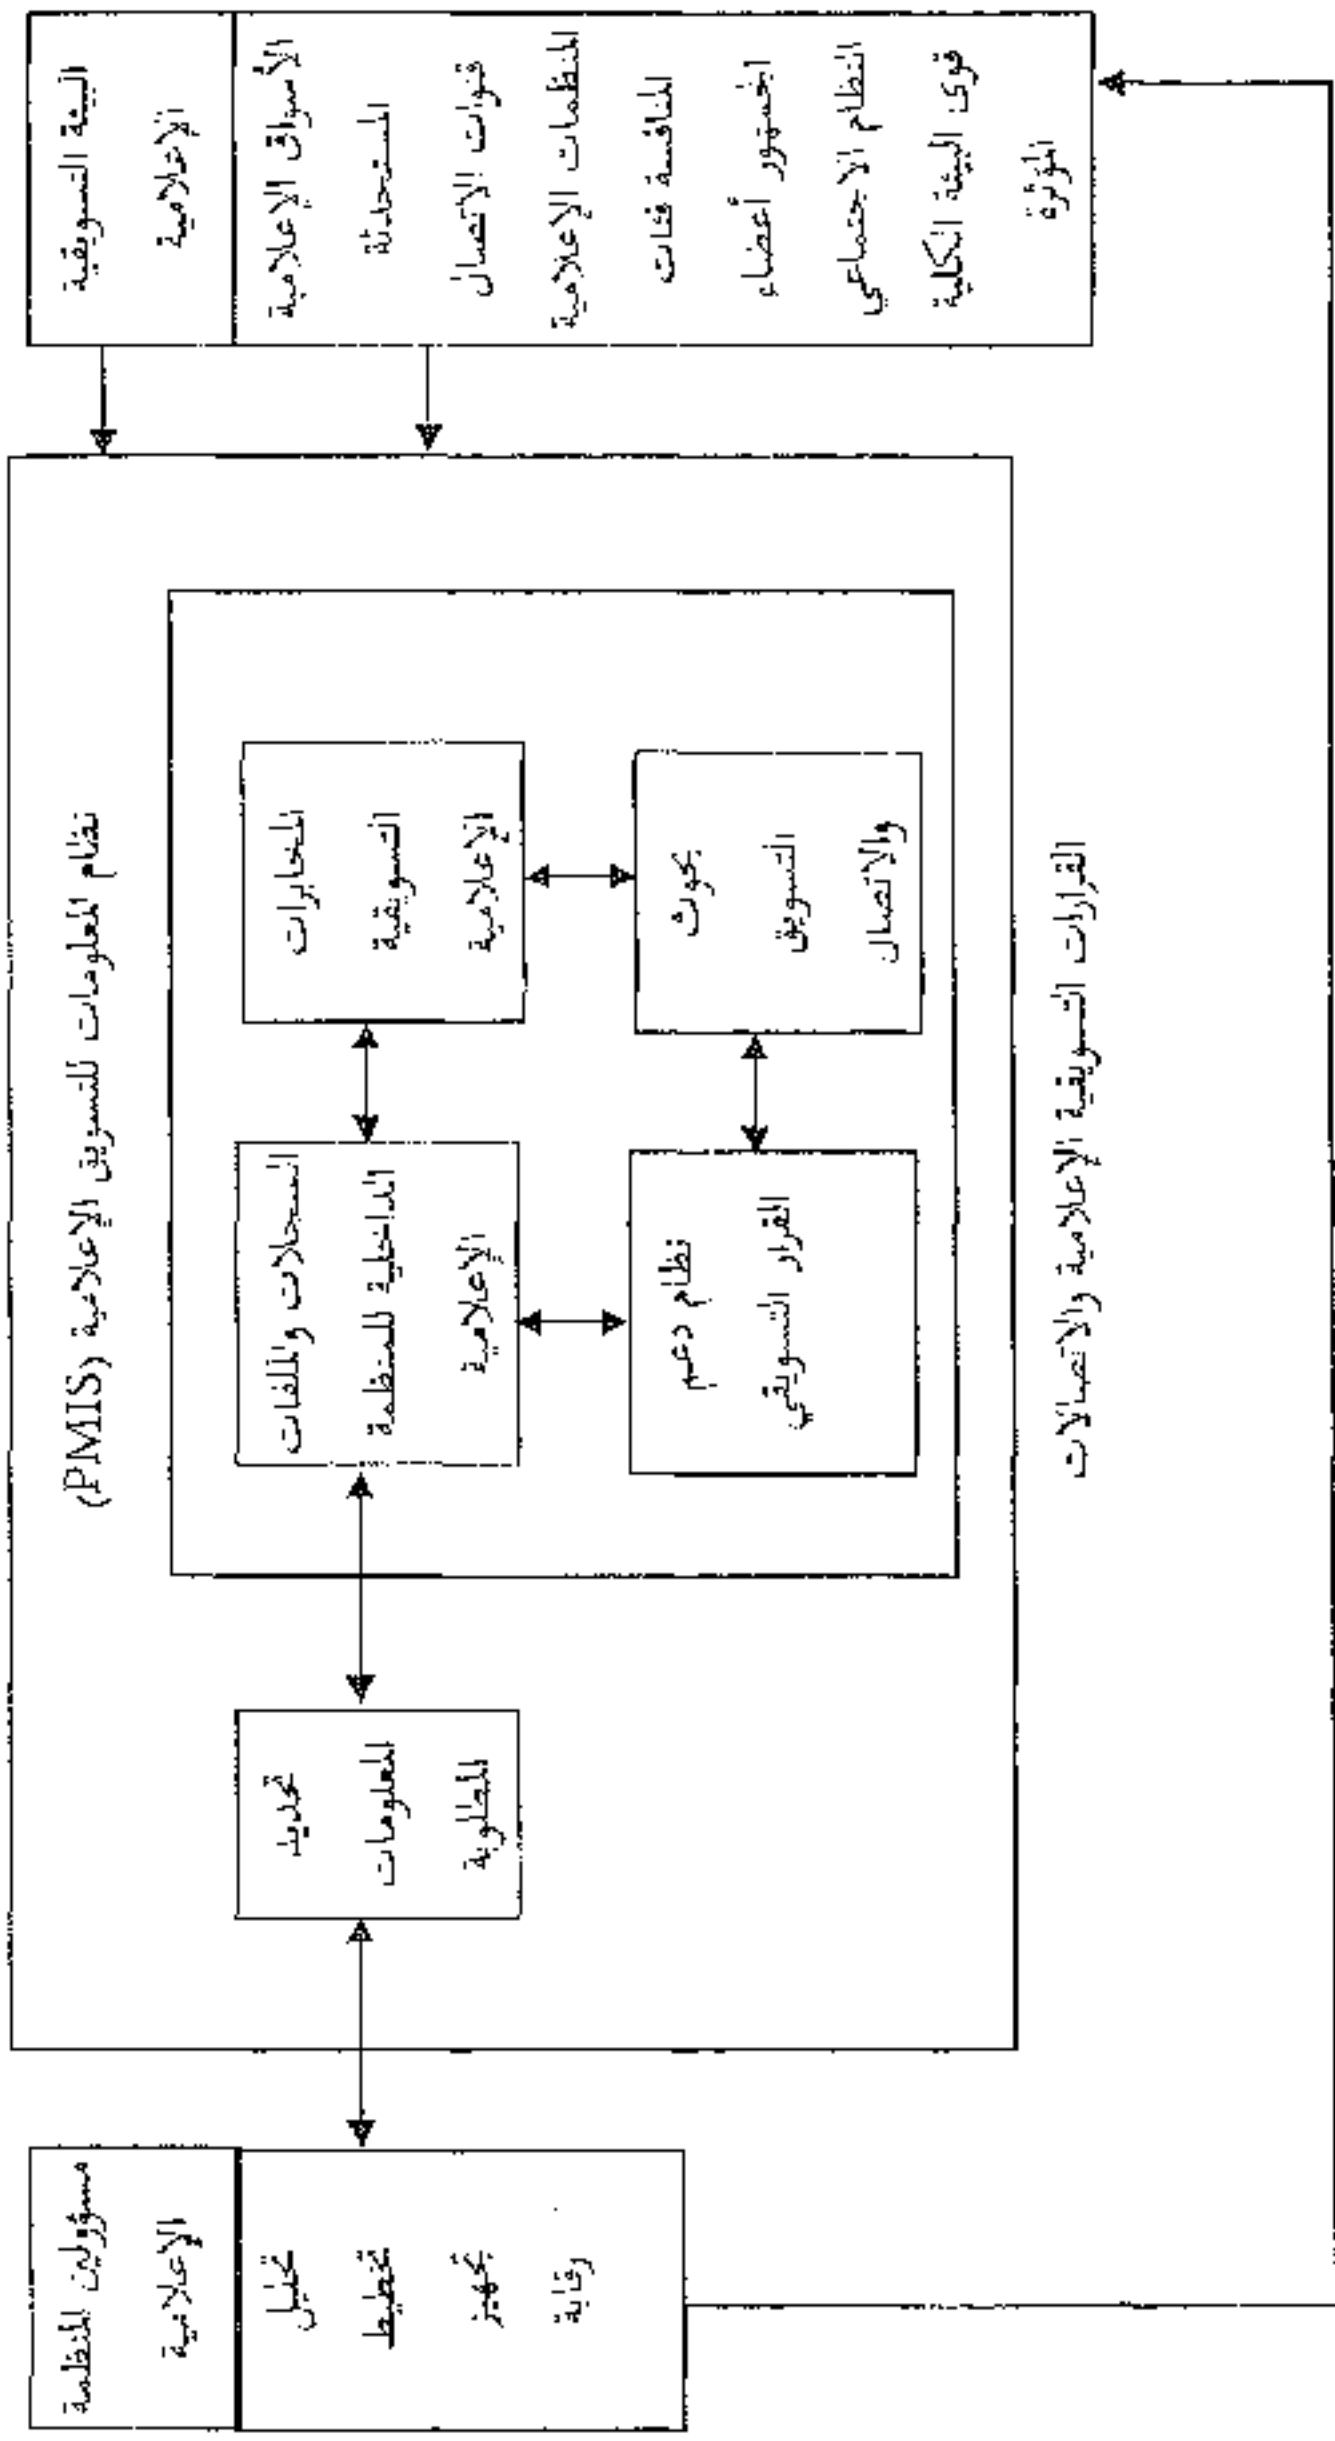 نظام المعلومات للتسويق الإعلامية (PMIS)
البيئة التسويقية
الإعلامية
الأسواق الإعلامية
المستحدثة
قنوات الاتصال
المنظمات الإعلامية
المنافسة فئات
الجمهور أعضاء
النظام الاجتماعي
قوى البيئة الكلية
المؤثرة
المخابرات
التسويقية
الإعلامية
بحوث
التسويق
والاتصال
السجلات والملفات
الداخلية للمنظمة
الإعلامية
نظام دعم
القرار التسويقي
تحديد
المعلومات
المطلوبة
مسؤولين المنظمة
الإعلامية
تحليل
تخطيط
تحفيز
رقابة
القرارات التسويقية الإعلامية والاتصالات